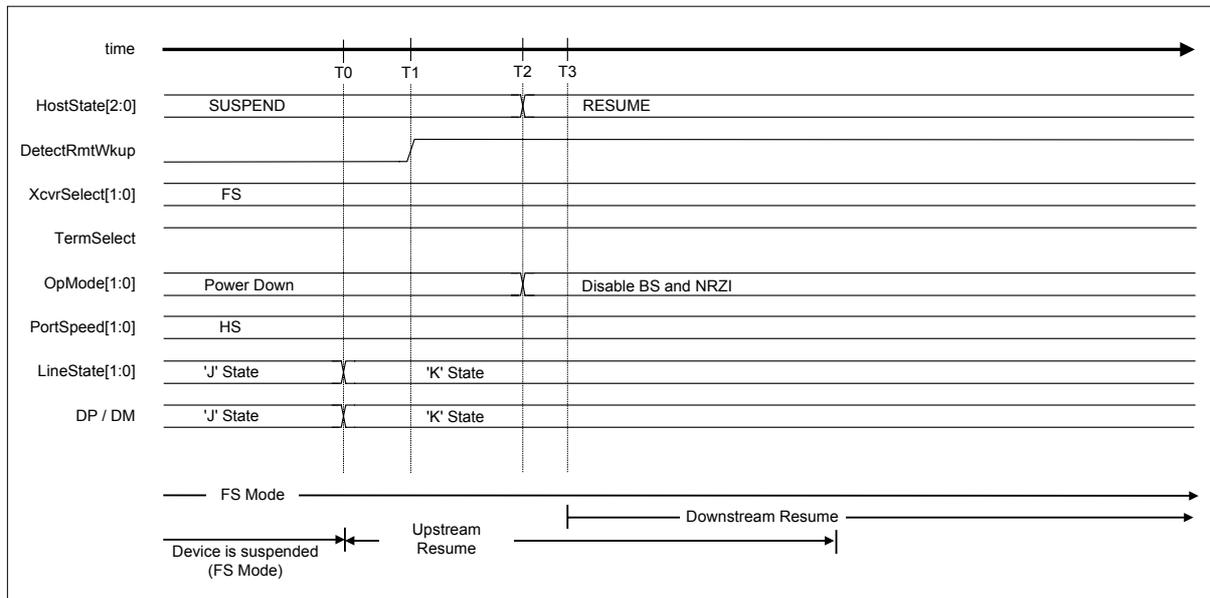 time
T0 T1 T2 T3
HostState[2:0] SUSPEND RESUME
DetectRmtWkup
XcvrSelect[1:0] FS
TermSelect
OpMode[1:0] Power Down Disable BS and NRZI
PortSpeed[1:0] HS
LineState[1:0] 'J' State 'K' State
DP / DM 'J' State 'K' State
FS Mode
Downstream Resume
Upstream
Resume
Device is suspended
(FS Mode)